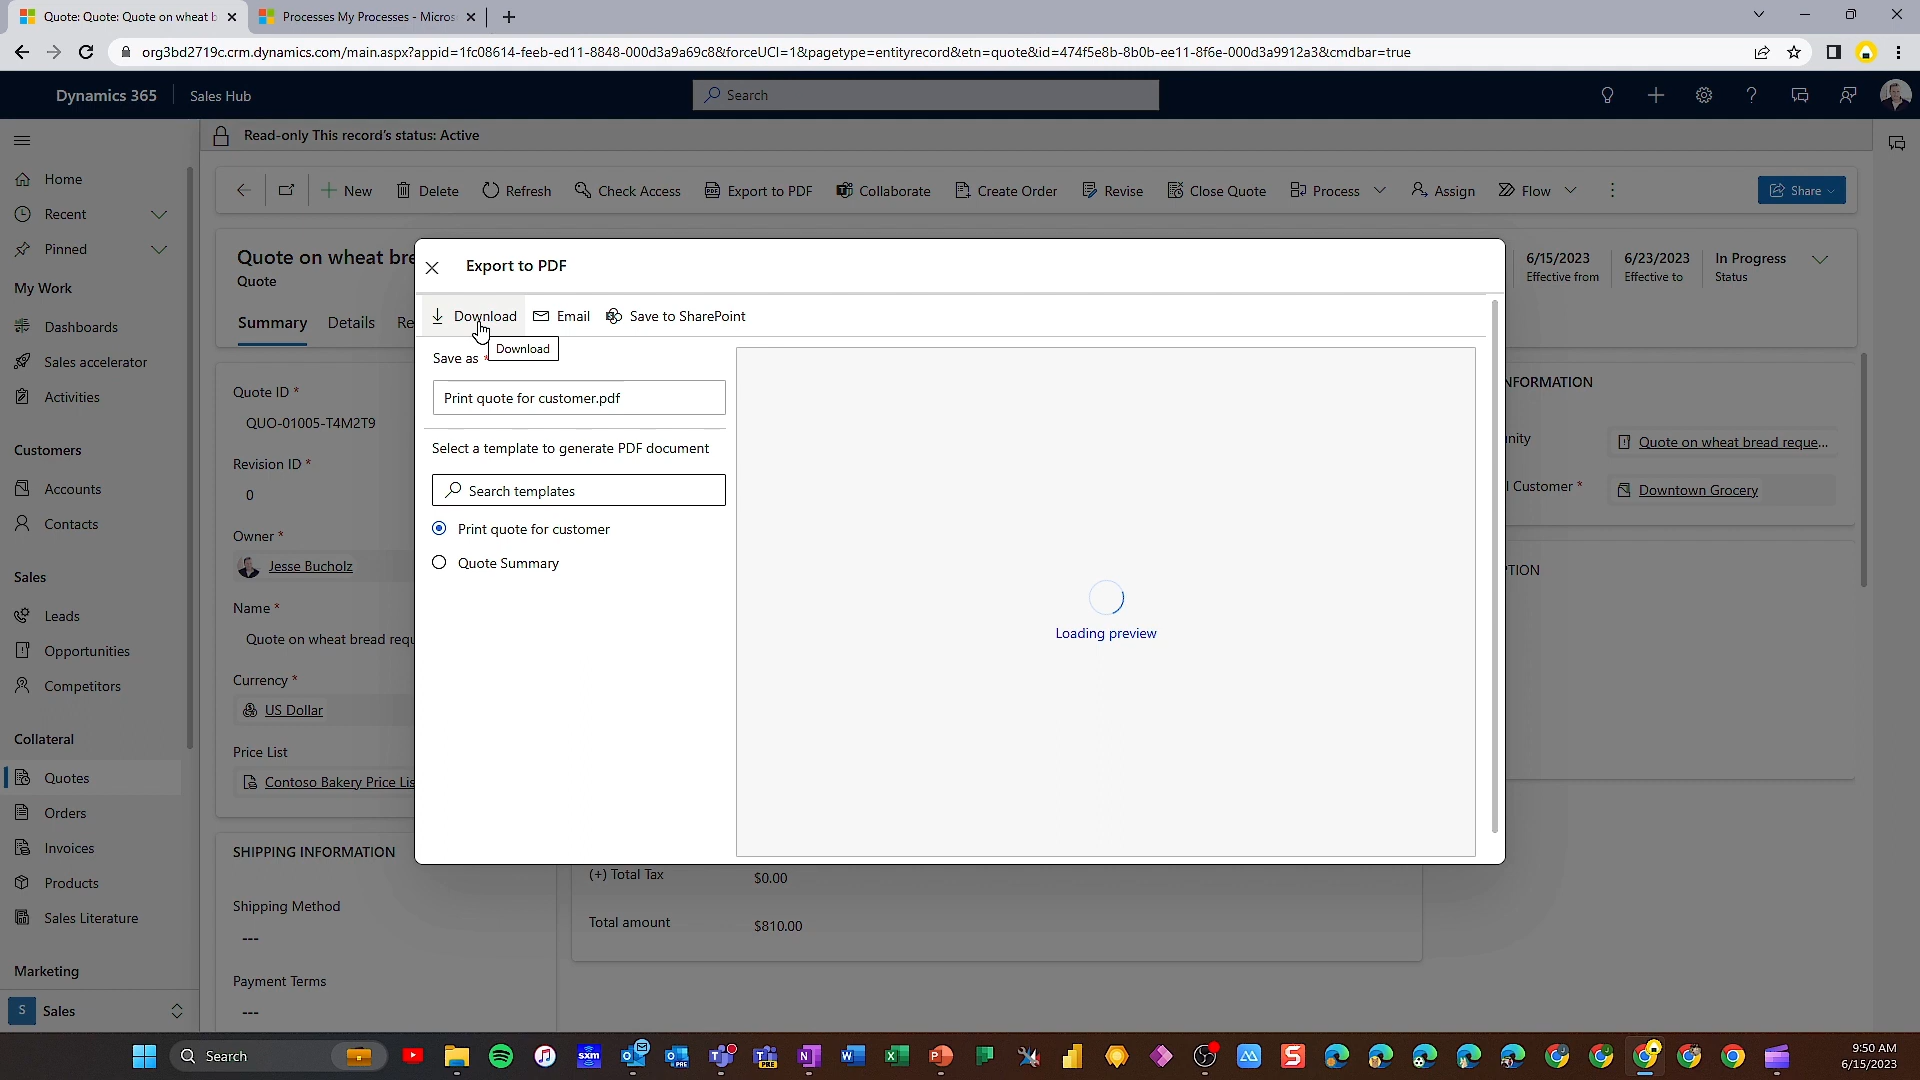 Quote: Quote: Quote on wheat b
Processes My Processes - Micros
org3bd2719c.crm.dynamics.com/main.aspx?appid=1fc08614-feeb-ed11-8848-000d3a9a69c8&forceUCI=1&pagetype=entityrecord&etn=quote&id=474f5e8b-8b0b-ee11-8f6e-000d3a9912a3&cmdbar=true
Dynamics 365
Sales Hub
Search
Read-only This record's status: Active
New
Delete
Refresh
Check Access
Export to PDF
Collaborate
Create Order
Revise
Close Quote
Process
Assign
Flow
Share
Home
Recent
Pinned
My Work
Dashboards
Sales accelerator
Activities
Customers
Accounts
Contacts
Sales
Leads
Opportunities
Competitors
Collateral
Quotes
Orders
Invoices
Products
Sales Literature
Marketing
S
Sales
Quote on wheat bre
Quote
Summary
Details
Re
6/15/2023
Effective from
6/23/2023
Effective to
In Progress
Status
Quote ID *
QUO-01005-T4M2T9
Revision ID *
0
Owner *
Jesse Bucholz
Name *
Quote on wheat bread requ
Currency *
US Dollar
Price List
Contoso Bakery Price Lis
SHIPPING INFORMATION
Shipping Method
---
Payment Terms
---
Export to PDF
Download
Email
Save to SharePoint
Download
Save as *
Print quote for customer.pdf
Select a template to generate PDF document
Search templates
Print quote for customer
Quote Summary
Loading preview
NFORMATION
nity
Quote on wheat bread reque...
l Customer *
Downtown Grocery
TION
(+) Total Tax
$0.00
Total amount
$810.00
Search
9:50 AM
6/15/2023